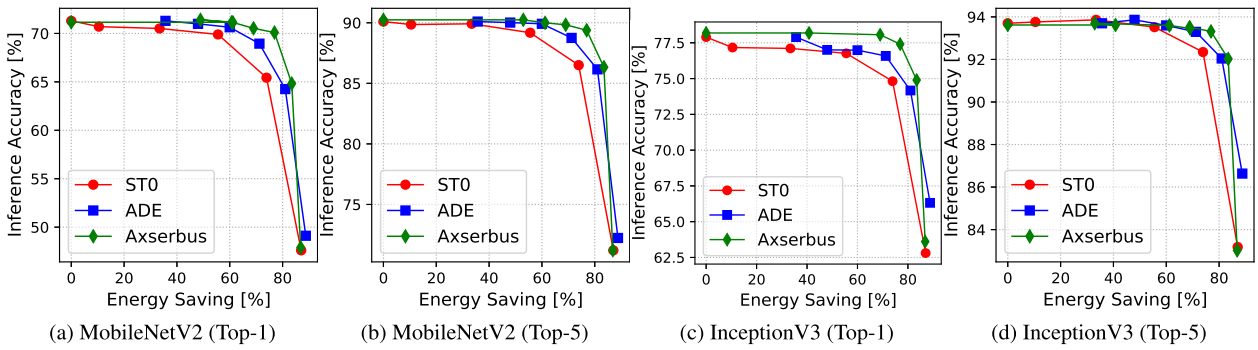 Inference Accuracy [%]
70
65
60
55
50
ST0
ADE
Axserbus
0 20 40 60 80
Energy Saving [%]
(a) MobileNetV2 (Top-1)
Inference Accuracy [%]
90
85
80
75
ST0
ADE
Axserbus
0 20 40 60 80
Energy Saving [%]
(b) MobileNetV2 (Top-5)
Inference Accuracy [%]
77.5
75.0
72.5
70.0
67.5
65.0
62.5
ST0
ADE
Axserbus
0 20 40 60 80
Energy Saving [%]
(c) InceptionV3 (Top-1)
Inference Accuracy [%]
94
92
90
88
86
84
ST0
ADE
Axserbus
0 20 40 60 80
Energy Saving [%]
(d) InceptionV3 (Top-5)